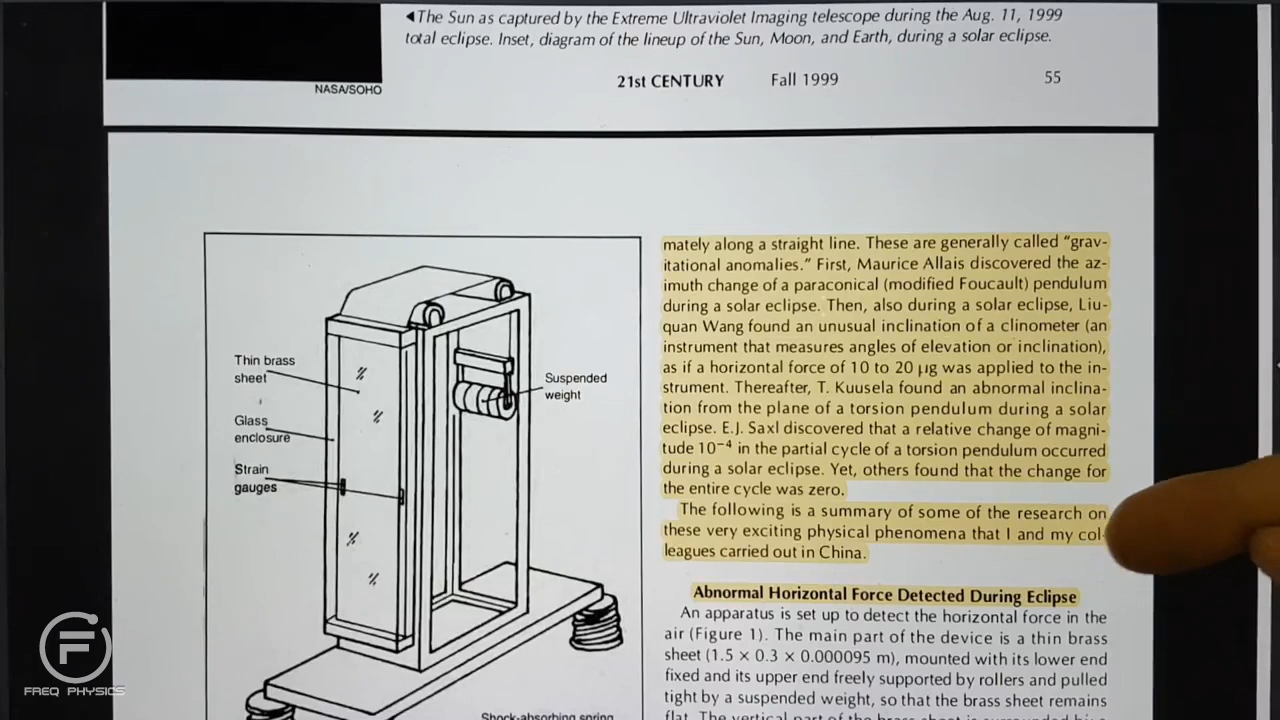 ◄The Sun as captured by the Extreme Ultraviolet Imaging telescope during the Aug. 11, 1999
total eclipse. Inset, diagram of the lineup of the Sun, Moon, and Earth, during a solar eclipse.
NASA/SOHO
21st CENTURY Fall 1999 55
Thin brass
sheet
Glass
enclosure
Strain
gauges
Suspended
weight
Shock-absorbing spring
mately along a straight line. These are generally called “grav-
itational anomalies.” First, Maurice Allais discovered the az-
imuth change of a paraconical (modified Foucault) pendulum
during a solar eclipse. Then, also during a solar eclipse, Liu-
quan Wang found an unusual inclination of a clinometer (an
instrument that measures angles of elevation or inclination),
as if a horizontal force of 10 to 20 μg was applied to the in-
strument. Thereafter, T. Kuusela found an abnormal inclina-
tion from the plane of a torsion pendulum during a solar
eclipse. E.J. Saxl discovered that a relative change of magni-
tude 10⁻⁴ in the partial cycle of a torsion pendulum occurred
during a solar eclipse. Yet, others found that the change for
the entire cycle was zero.
The following is a summary of some of the research on
these very exciting physical phenomena that I and my col-
leagues carried out in China.
Abnormal Horizontal Force Detected During Eclipse
An apparatus is set up to detect the horizontal force in the
air (Figure 1). The main part of the device is a thin brass
sheet (1.5 × 0.3 × 0.000095 m), mounted with its lower end
fixed and its upper end freely supported by rollers and pulled
tight by a suspended weight, so that the brass sheet remains
flat. The vertical part of the brass sheet is surrounded by
FREQ PHYSICS